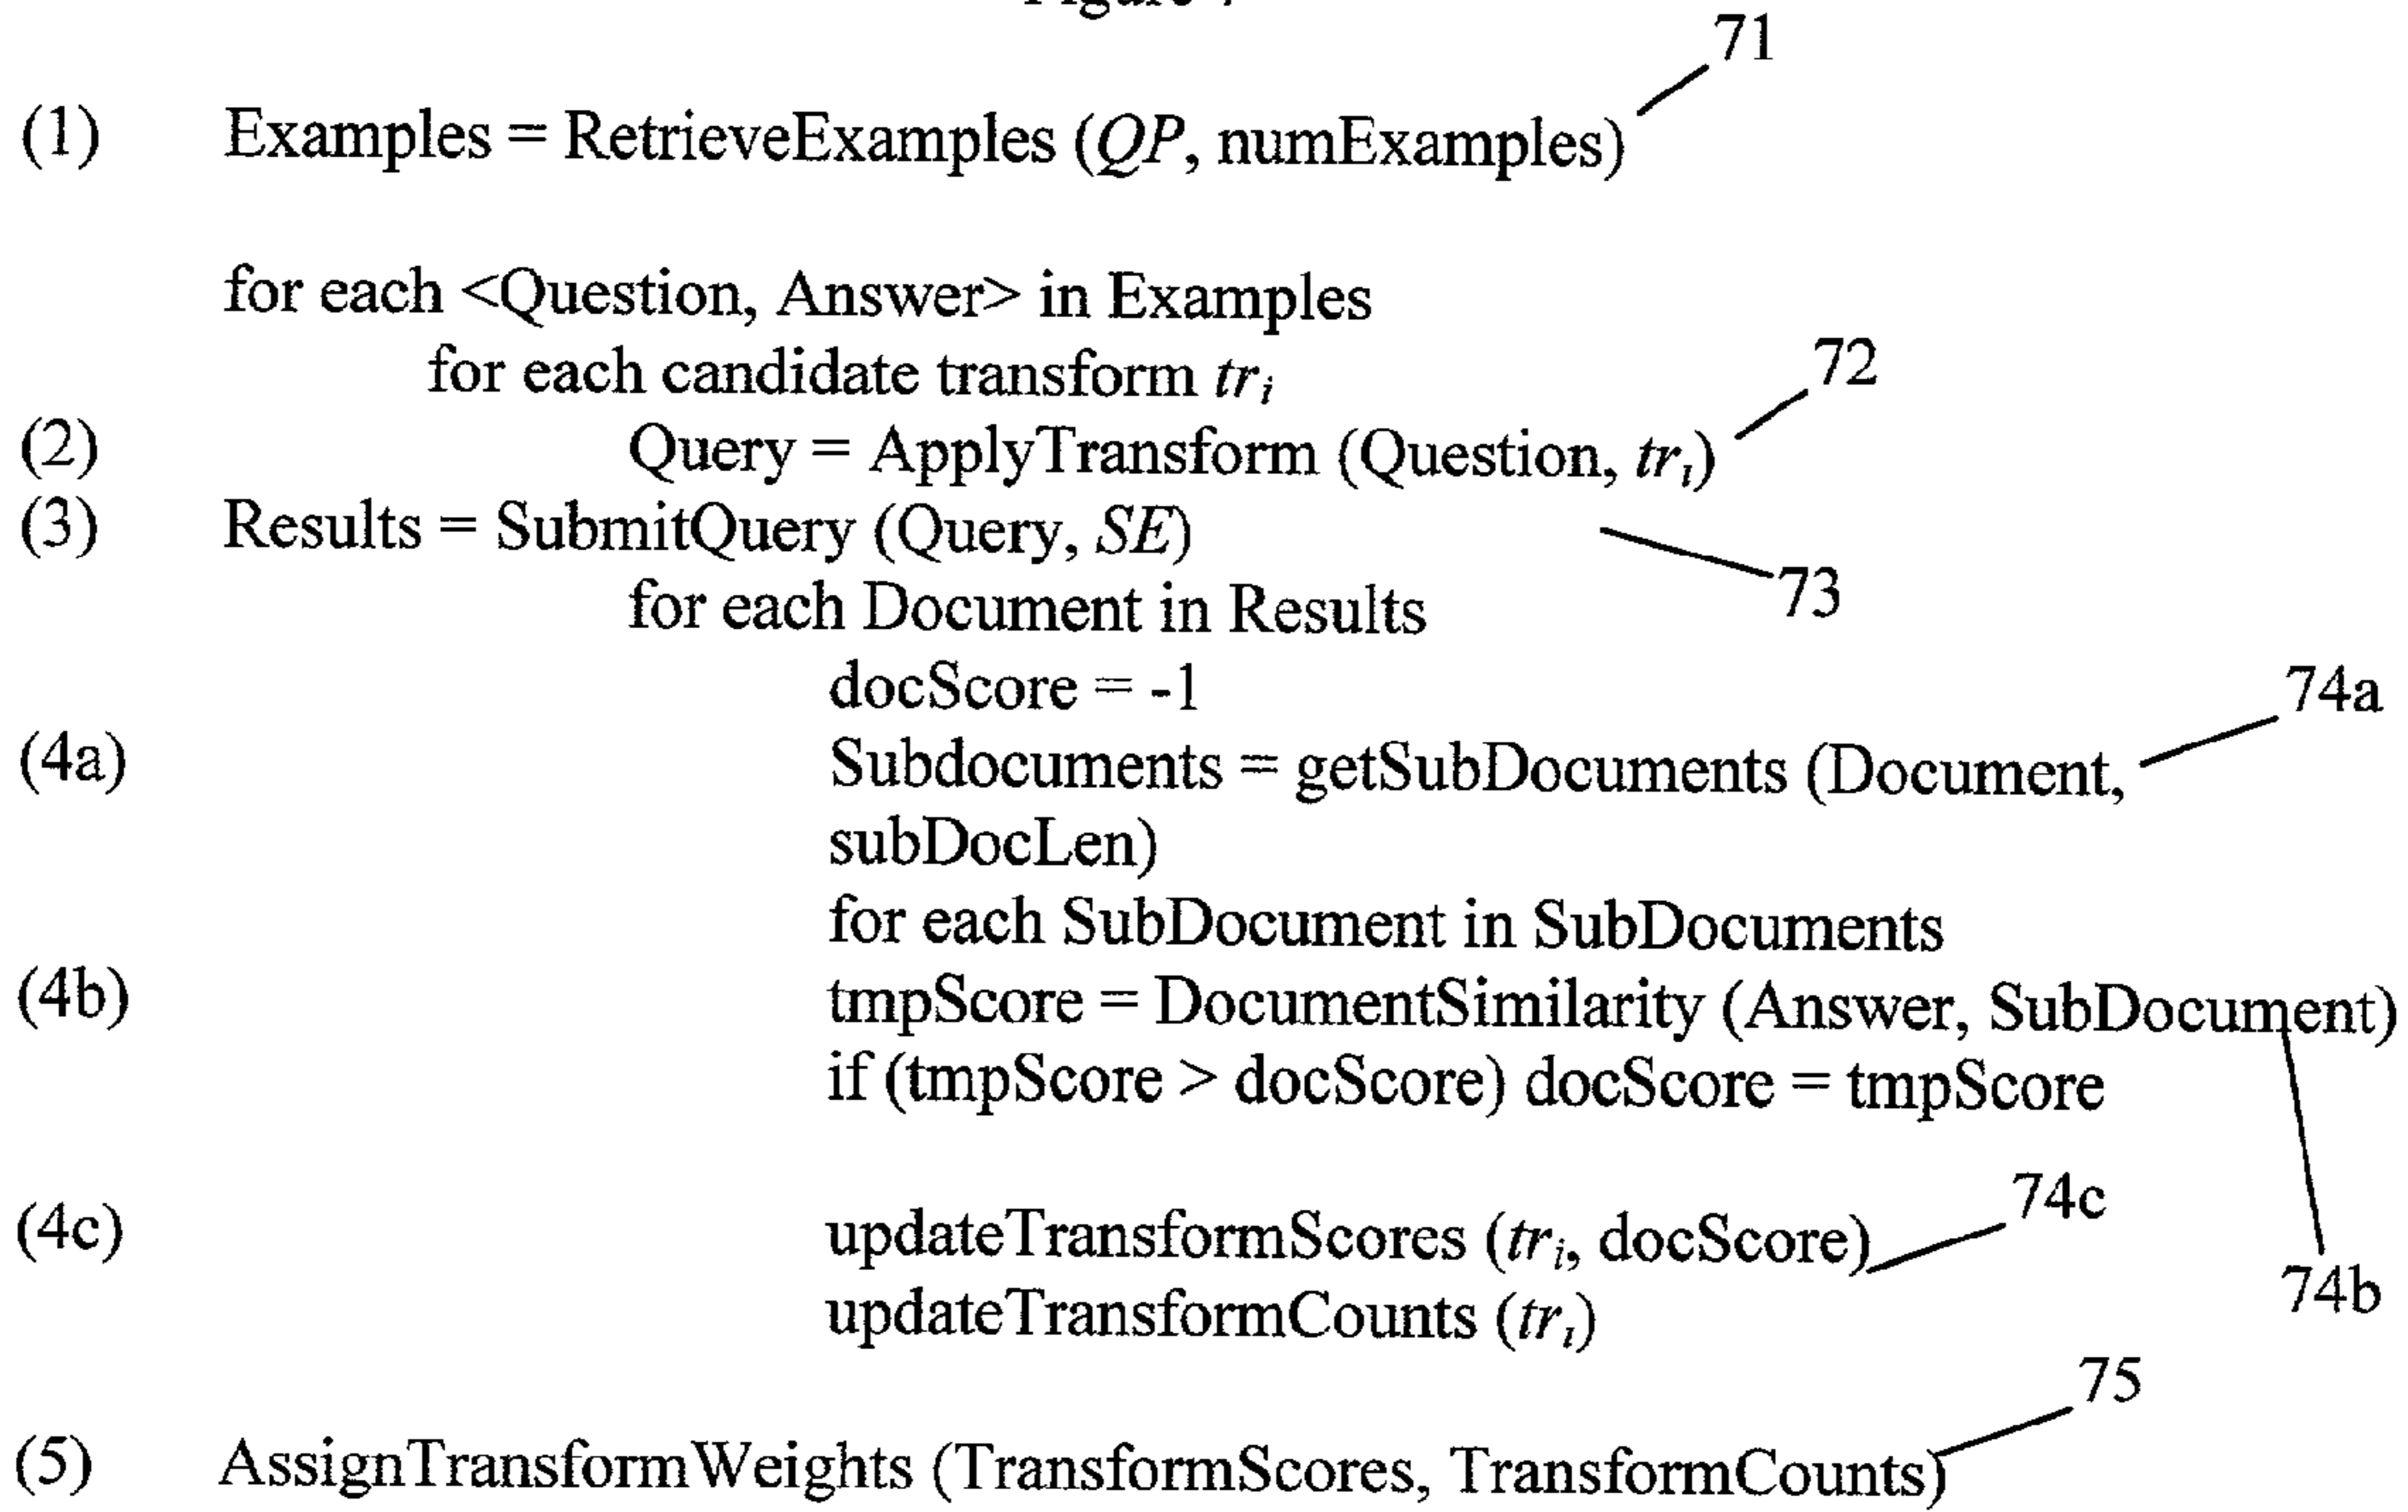 71
(1) Examples = RetrieveExamples (QP, numExamples)
for each <Question, Answer> in Examples
for each candidate transform tri
72
(2) Query = ApplyTransform (Question, tri)
(3) Results = SubmitQuery (Query, SE)
73
for each Document in Results
docScore = -1
74a
(4a) Subdocuments = getSubDocuments (Document,
subDocLen)
for each SubDocument in SubDocuments
(4b) tmpScore = DocumentSimilarity (Answer, SubDocument)
if (tmpScore > docScore) docScore = tmpScore
74c
(4c) updateTransformScores (tri, docScore)
74b
updateTransformCounts (tri)
75
(5) AssignTransformWeights (TransformScores, TransformCounts)